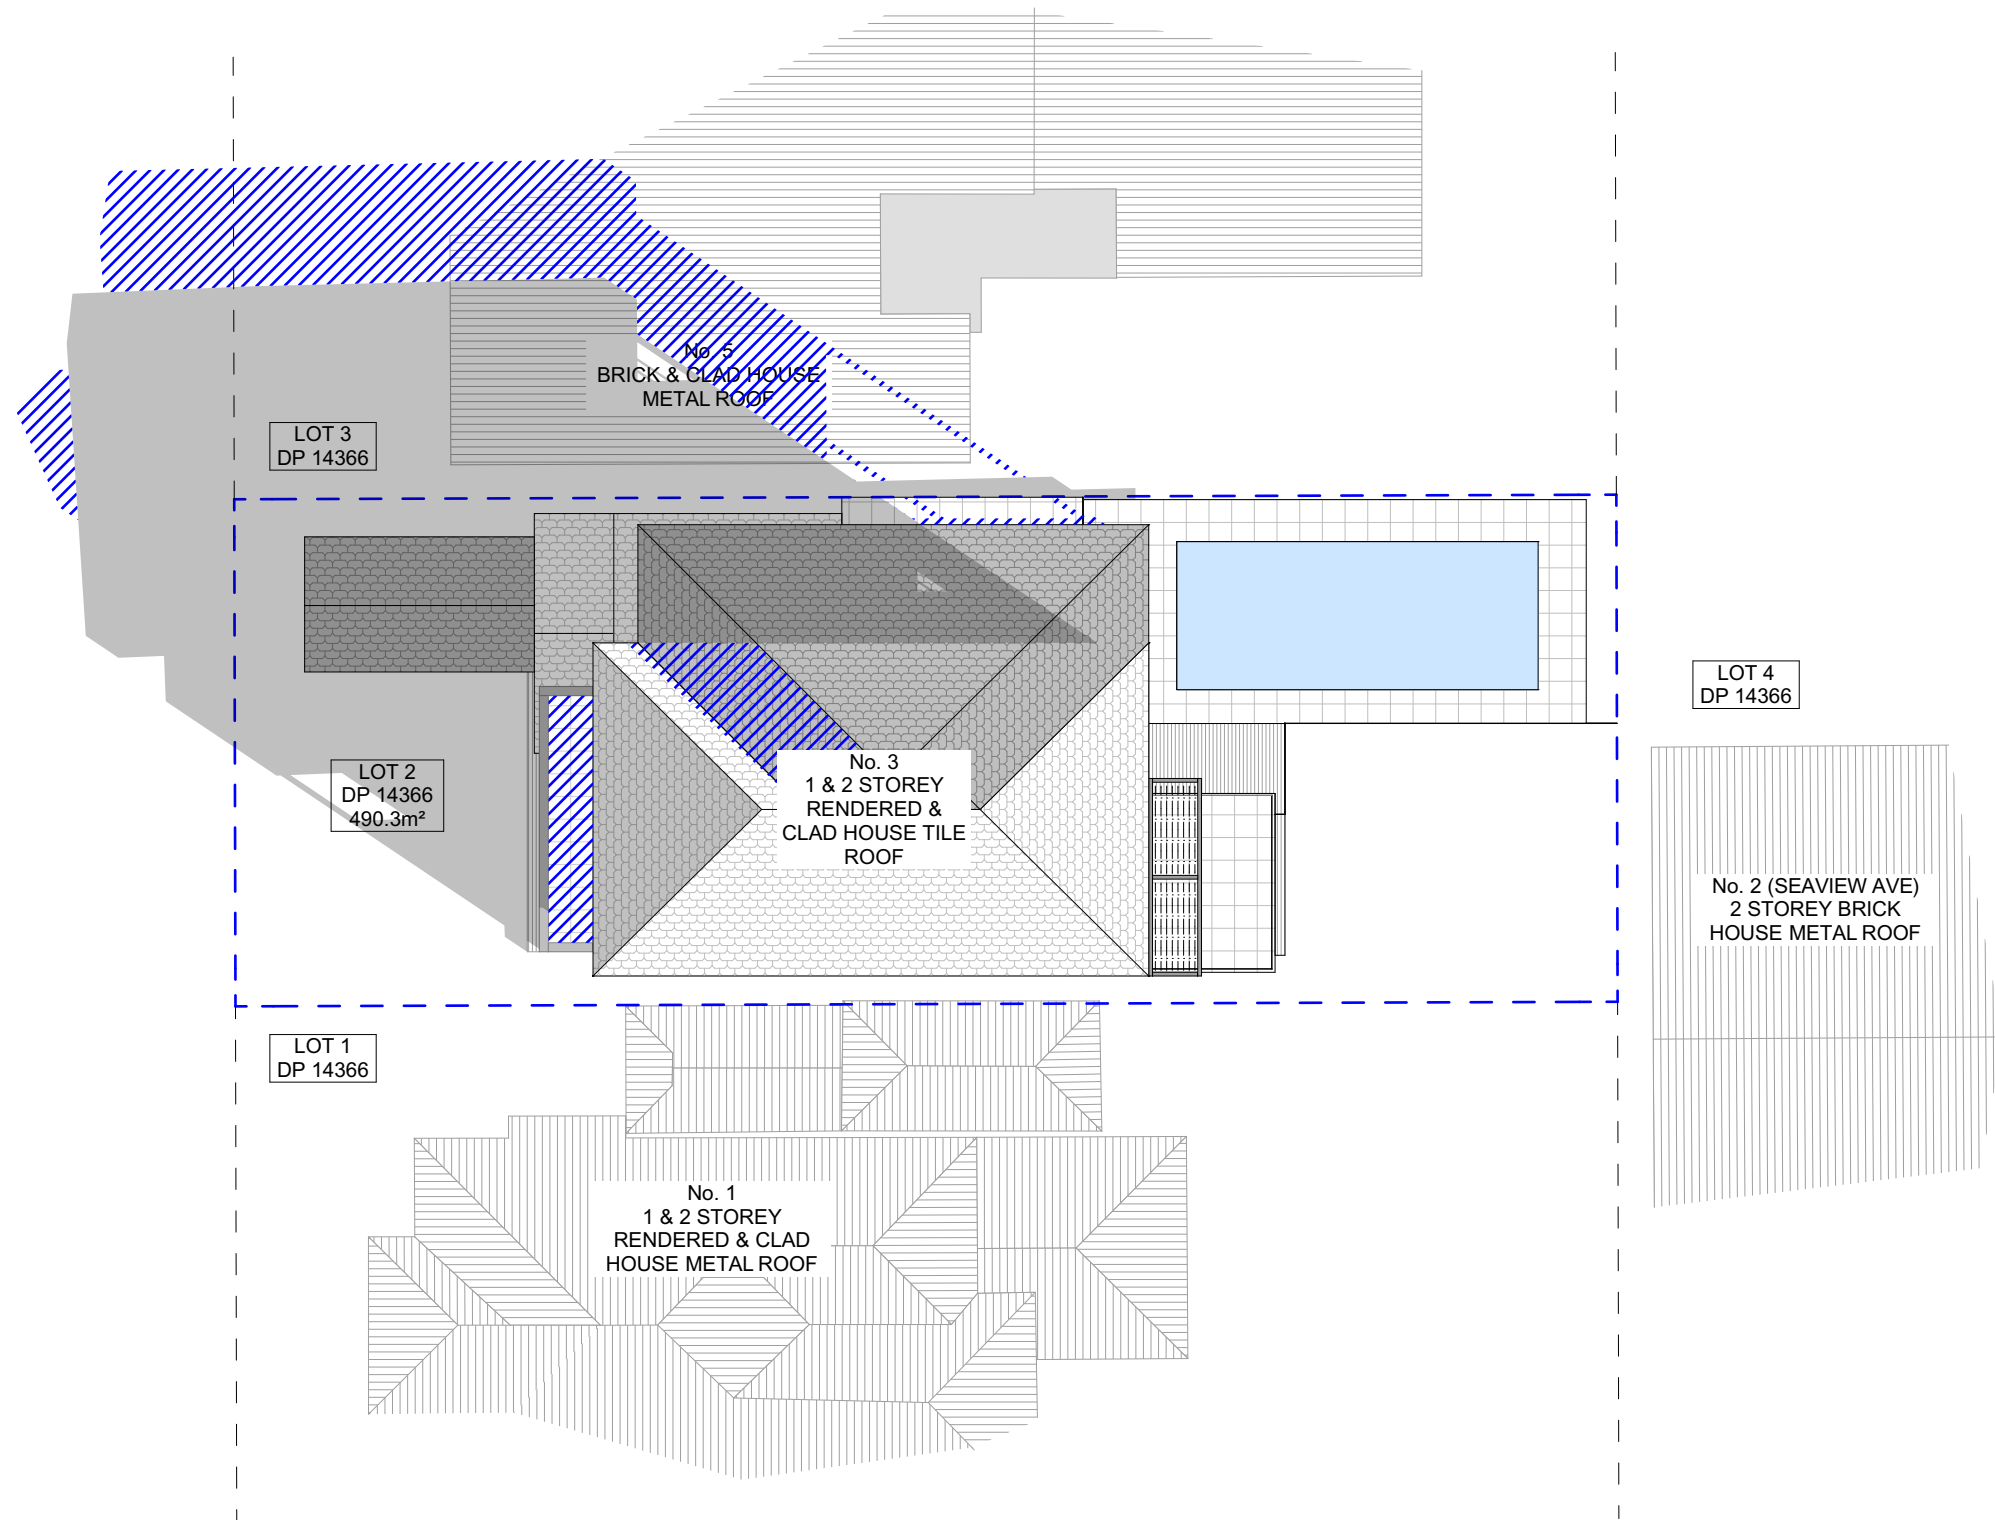 No. 5
BRICK & CLAD HOUSE
METAL ROOF
LOT 3
DP 14366
LOT 4
DP 14366
LOT 2
DP 14366
490.3m²
No. 3
1 & 2 STOREY
RENDERED &
CLAD HOUSE TILE
ROOF
No. 2 (SEAVIEW AVE)
2 STOREY BRICK
HOUSE METAL ROOF
LOT 1
DP 14366
No. 1
1 & 2 STOREY
RENDERED & CLAD
HOUSE METAL ROOF